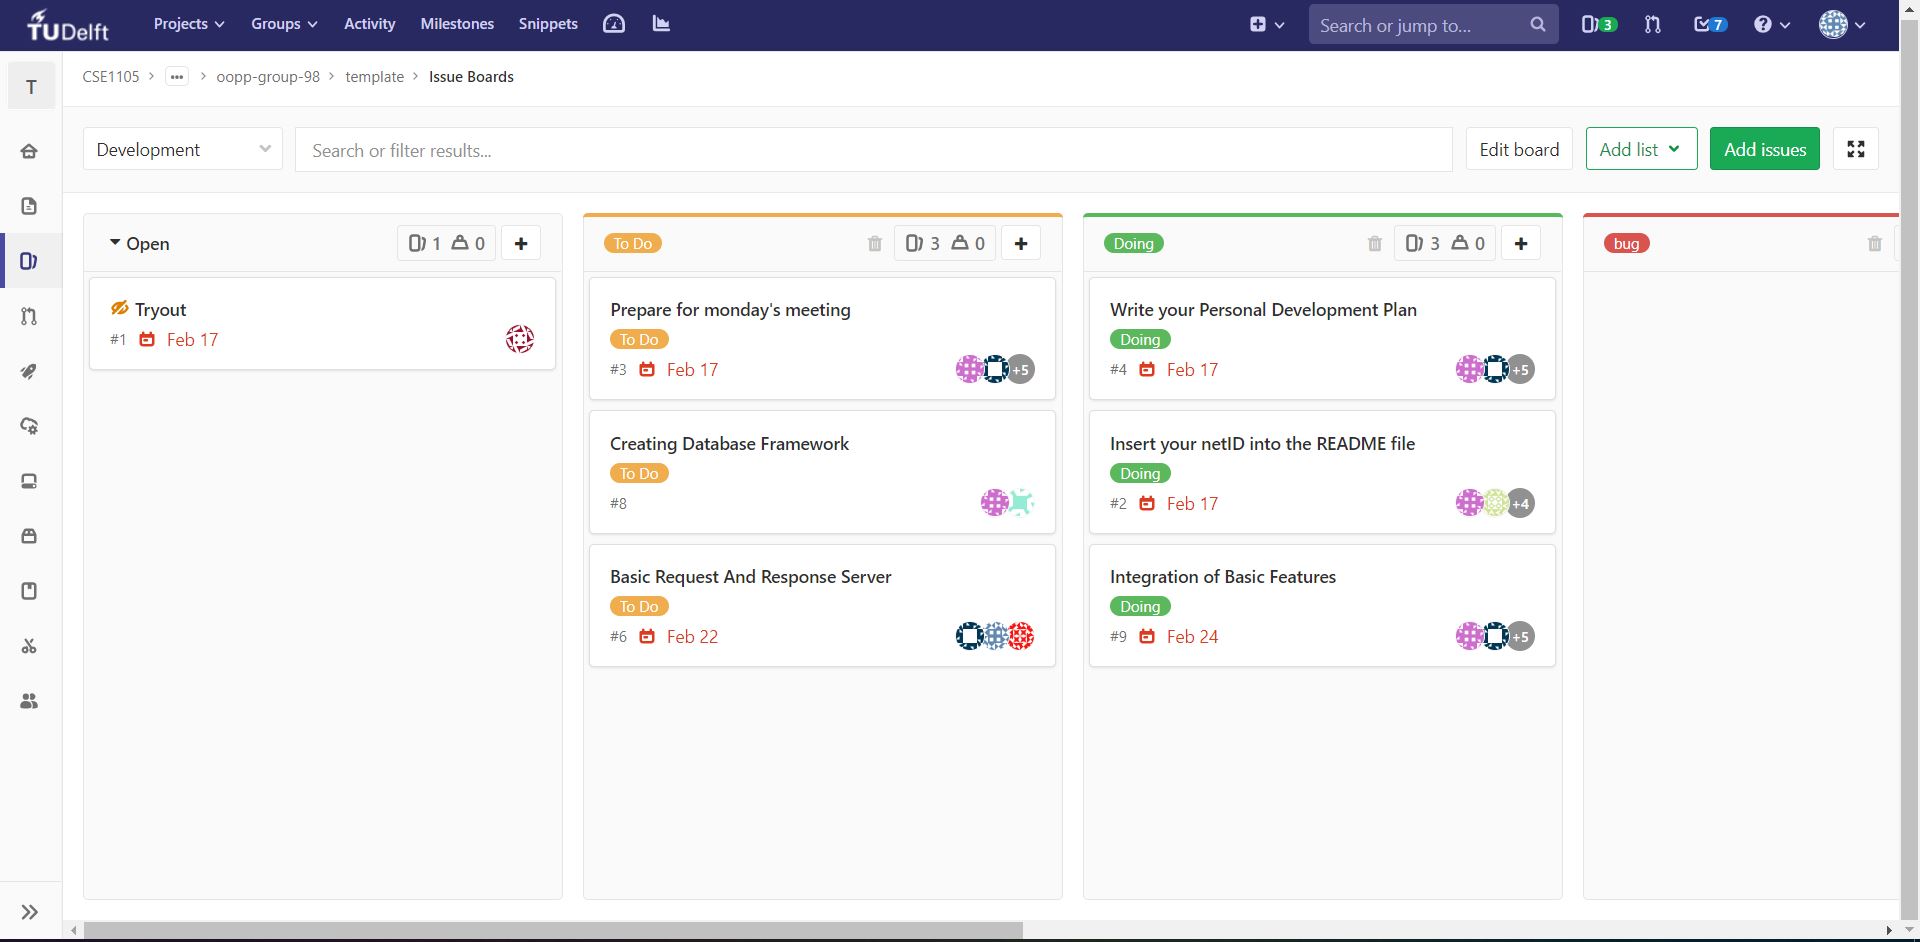 TUDelft Projects Groups Activity Milestones Snippets Search or jump to... 3 7
CSE1105 > ... > oopp-group-98 > template > Issue Boards
T
Development Search or filter results... Edit board Add list Add issues
Open 1 0
Tryout
#1 Feb 17
To Do 3 0
Prepare for monday's meeting
To Do
#3 Feb 17 +5
Creating Database Framework
To Do
#8
Basic Request And Response Server
To Do
#6 Feb 22
Doing 3 0
Write your Personal Development Plan
Doing
#4 Feb 17 +5
Insert your netID into the README file
Doing
#2 Feb 17 +4
Integration of Basic Features
Doing
#9 Feb 24 +5
bug